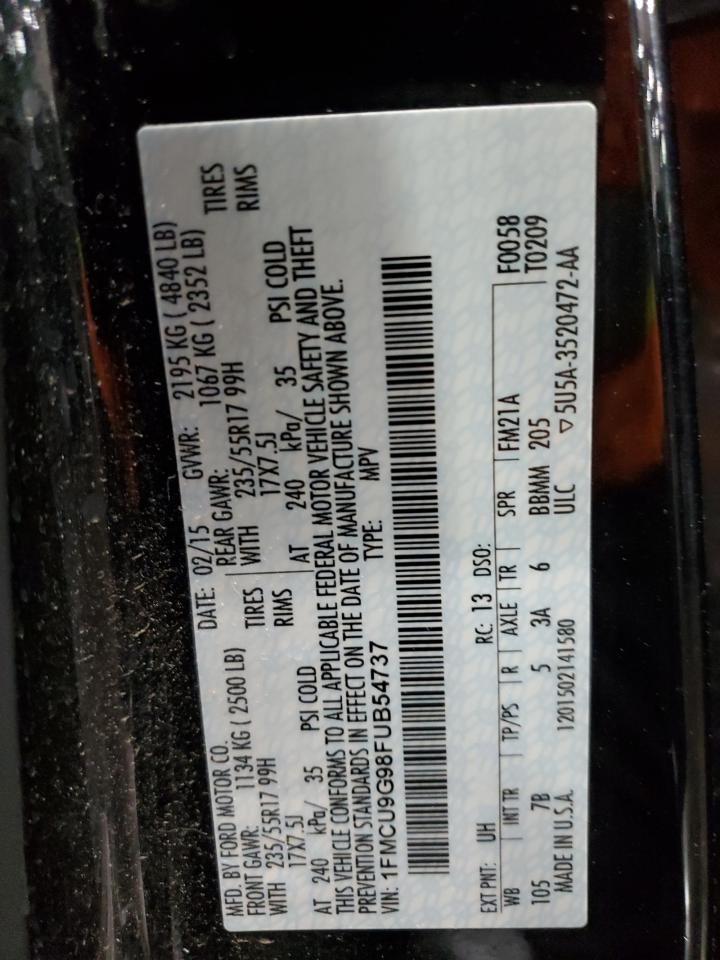 MFD. BY FORD MOTOR CO. DATE: 02/15 GVWR: 2195 KG ( 4840 LB)
FRONT GAWR: 1134 KG ( 2500 LB) REAR GAWR: 1067 KG ( 2352 LB)
WITH 235/55R17 99H TIRES WITH 235/55R17 99H TIRES
17X7.5J RIMS 17X7.5J RIMS
AT 240 kPa/ 35 PSI COLD AT 240 kPa/ 35 PSI COLD
THIS VEHICLE CONFORMS TO ALL APPLICABLE FEDERAL MOTOR VEHICLE SAFETY AND THEFT
PREVENTION STANDARDS IN EFFECT ON THE DATE OF MANUFACTURE SHOWN ABOVE.
VIN: 1FMCU9G98FUB54737 TYPE: MPV
EXT PNT: UH RC: 13 DSO: F0058
WB INT TR TP/PS R AXLE TR SPR FM21A T0209
105 7B 5 3A 6 BBMM 205
MADE IN U.S.A. 1201502141580 ULC ▽5U5A-3520472-AA